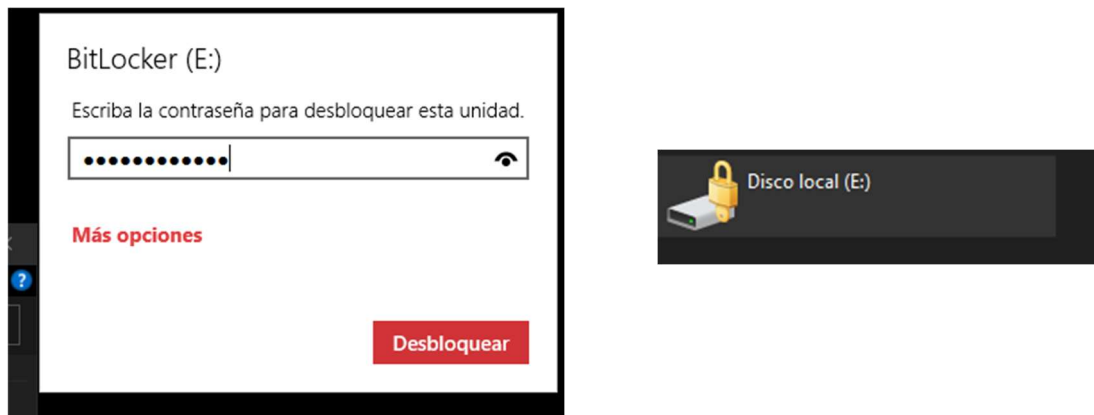 BitLocker (E:)
Escriba la contraseña para desbloquear esta unidad.
••••••••••••
Más opciones
?
Desbloquear
Disco local (E:)